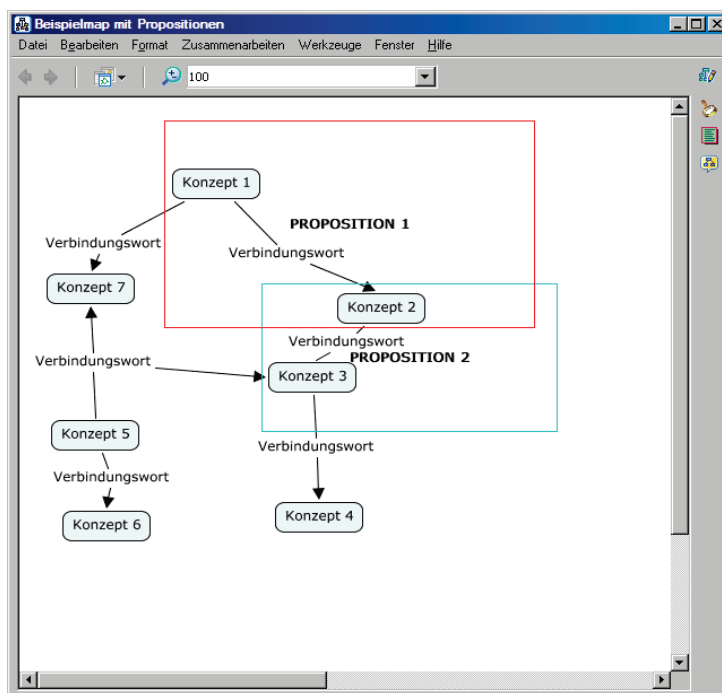 Beispielmap mit Propositionen
Datei Bearbeiten Format Zusammenarbeiten Werkzeuge Fenster Hilfe
100
Konzept 1
PROPOSITION 1
Verbindungswort
Verbindungswort
Konzept 7
Konzept 2
Verbindungswort
PROPOSITION 2
Verbindungswort
Konzept 3
Konzept 5
Verbindungswort
Verbindungswort
Konzept 4
Konzept 6